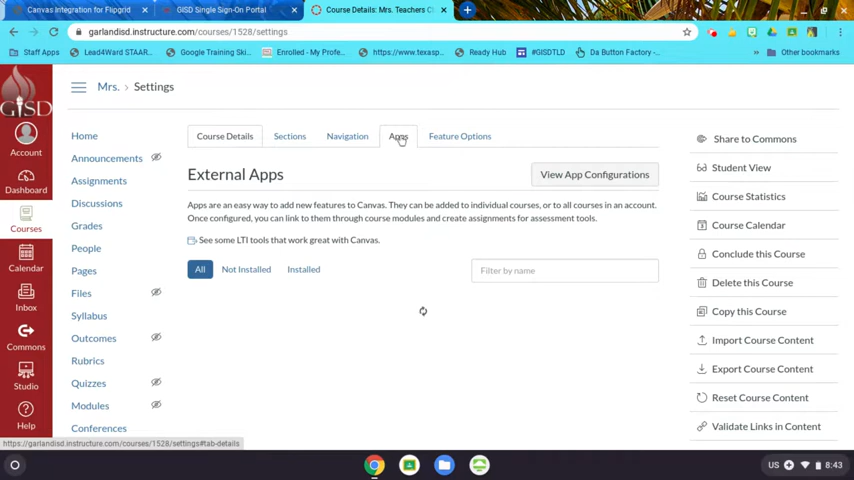 Canvas Integration for Flipgrid
GISD Single Sign-On Portal
Course Details: Mrs. Teachers C
garlandisd.instructure.com/courses/1528/settings
Staff Apps
Lead4Ward STAAR...
Google Training Skil...
Enrolled - My Profe...
https://www.texasp...
Ready Hub
#GISDTLD
Da Button Factory -...
Other bookmarks
GISD
Mrs. > Settings
Account
Dashboard
Courses
Calendar
Inbox
Commons
Studio
Help
Home
Announcements
Assignments
Discussions
Grades
People
Pages
Files
Syllabus
Outcomes
Rubrics
Quizzes
Modules
Conferences
Course Details
Sections
Navigation
Apps
Feature Options
External Apps
View App Configurations
Apps are an easy way to add new features to Canvas. They can be added to individual courses, or to all courses in an account.
Once configured, you can link to them through course modules and create assignments for assessment tools.
See some LTI tools that work great with Canvas.
All
Not Installed
Installed
Filter by name
Share to Commons
Student View
Course Statistics
Course Calendar
Conclude this Course
Delete this Course
Copy this Course
Import Course Content
Export Course Content
Reset Course Content
Validate Links in Content
https://garlandisd.instructure.com/courses/1528/settings#tab-details
US
8:43